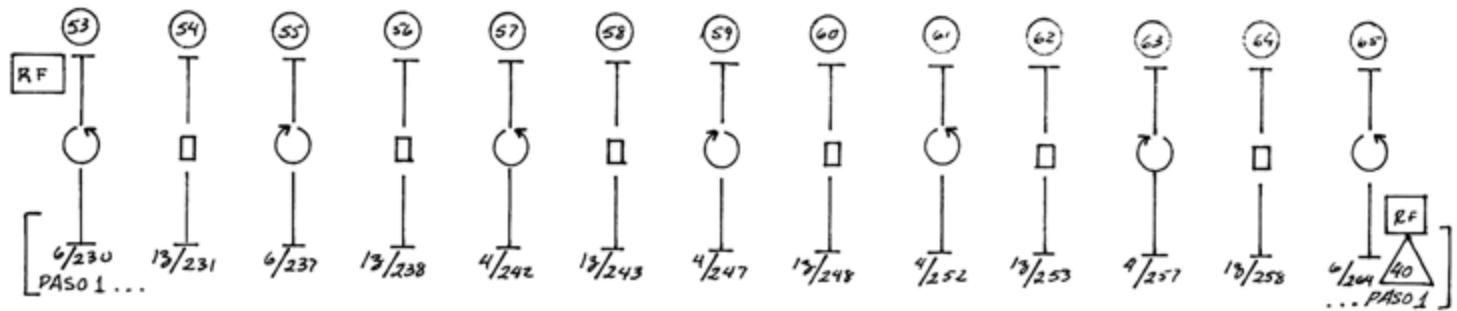 53 54 55 56 57 58 59 60 61 62 63 64 65
RF
RF
6/230 13/231 6/237 13/238 4/242 13/243 4/247 13/248 4/252 13/253 4/257 13/258 6/264 40
PASO 1 ... ... PASO 1